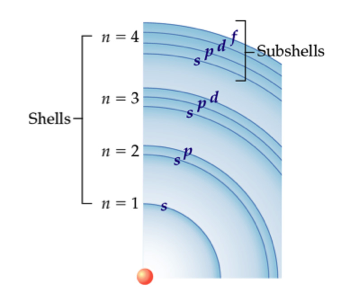 n = 4
s p d f
Subshells
n = 3
s p d
Shells
n = 2
s p
n = 1
s